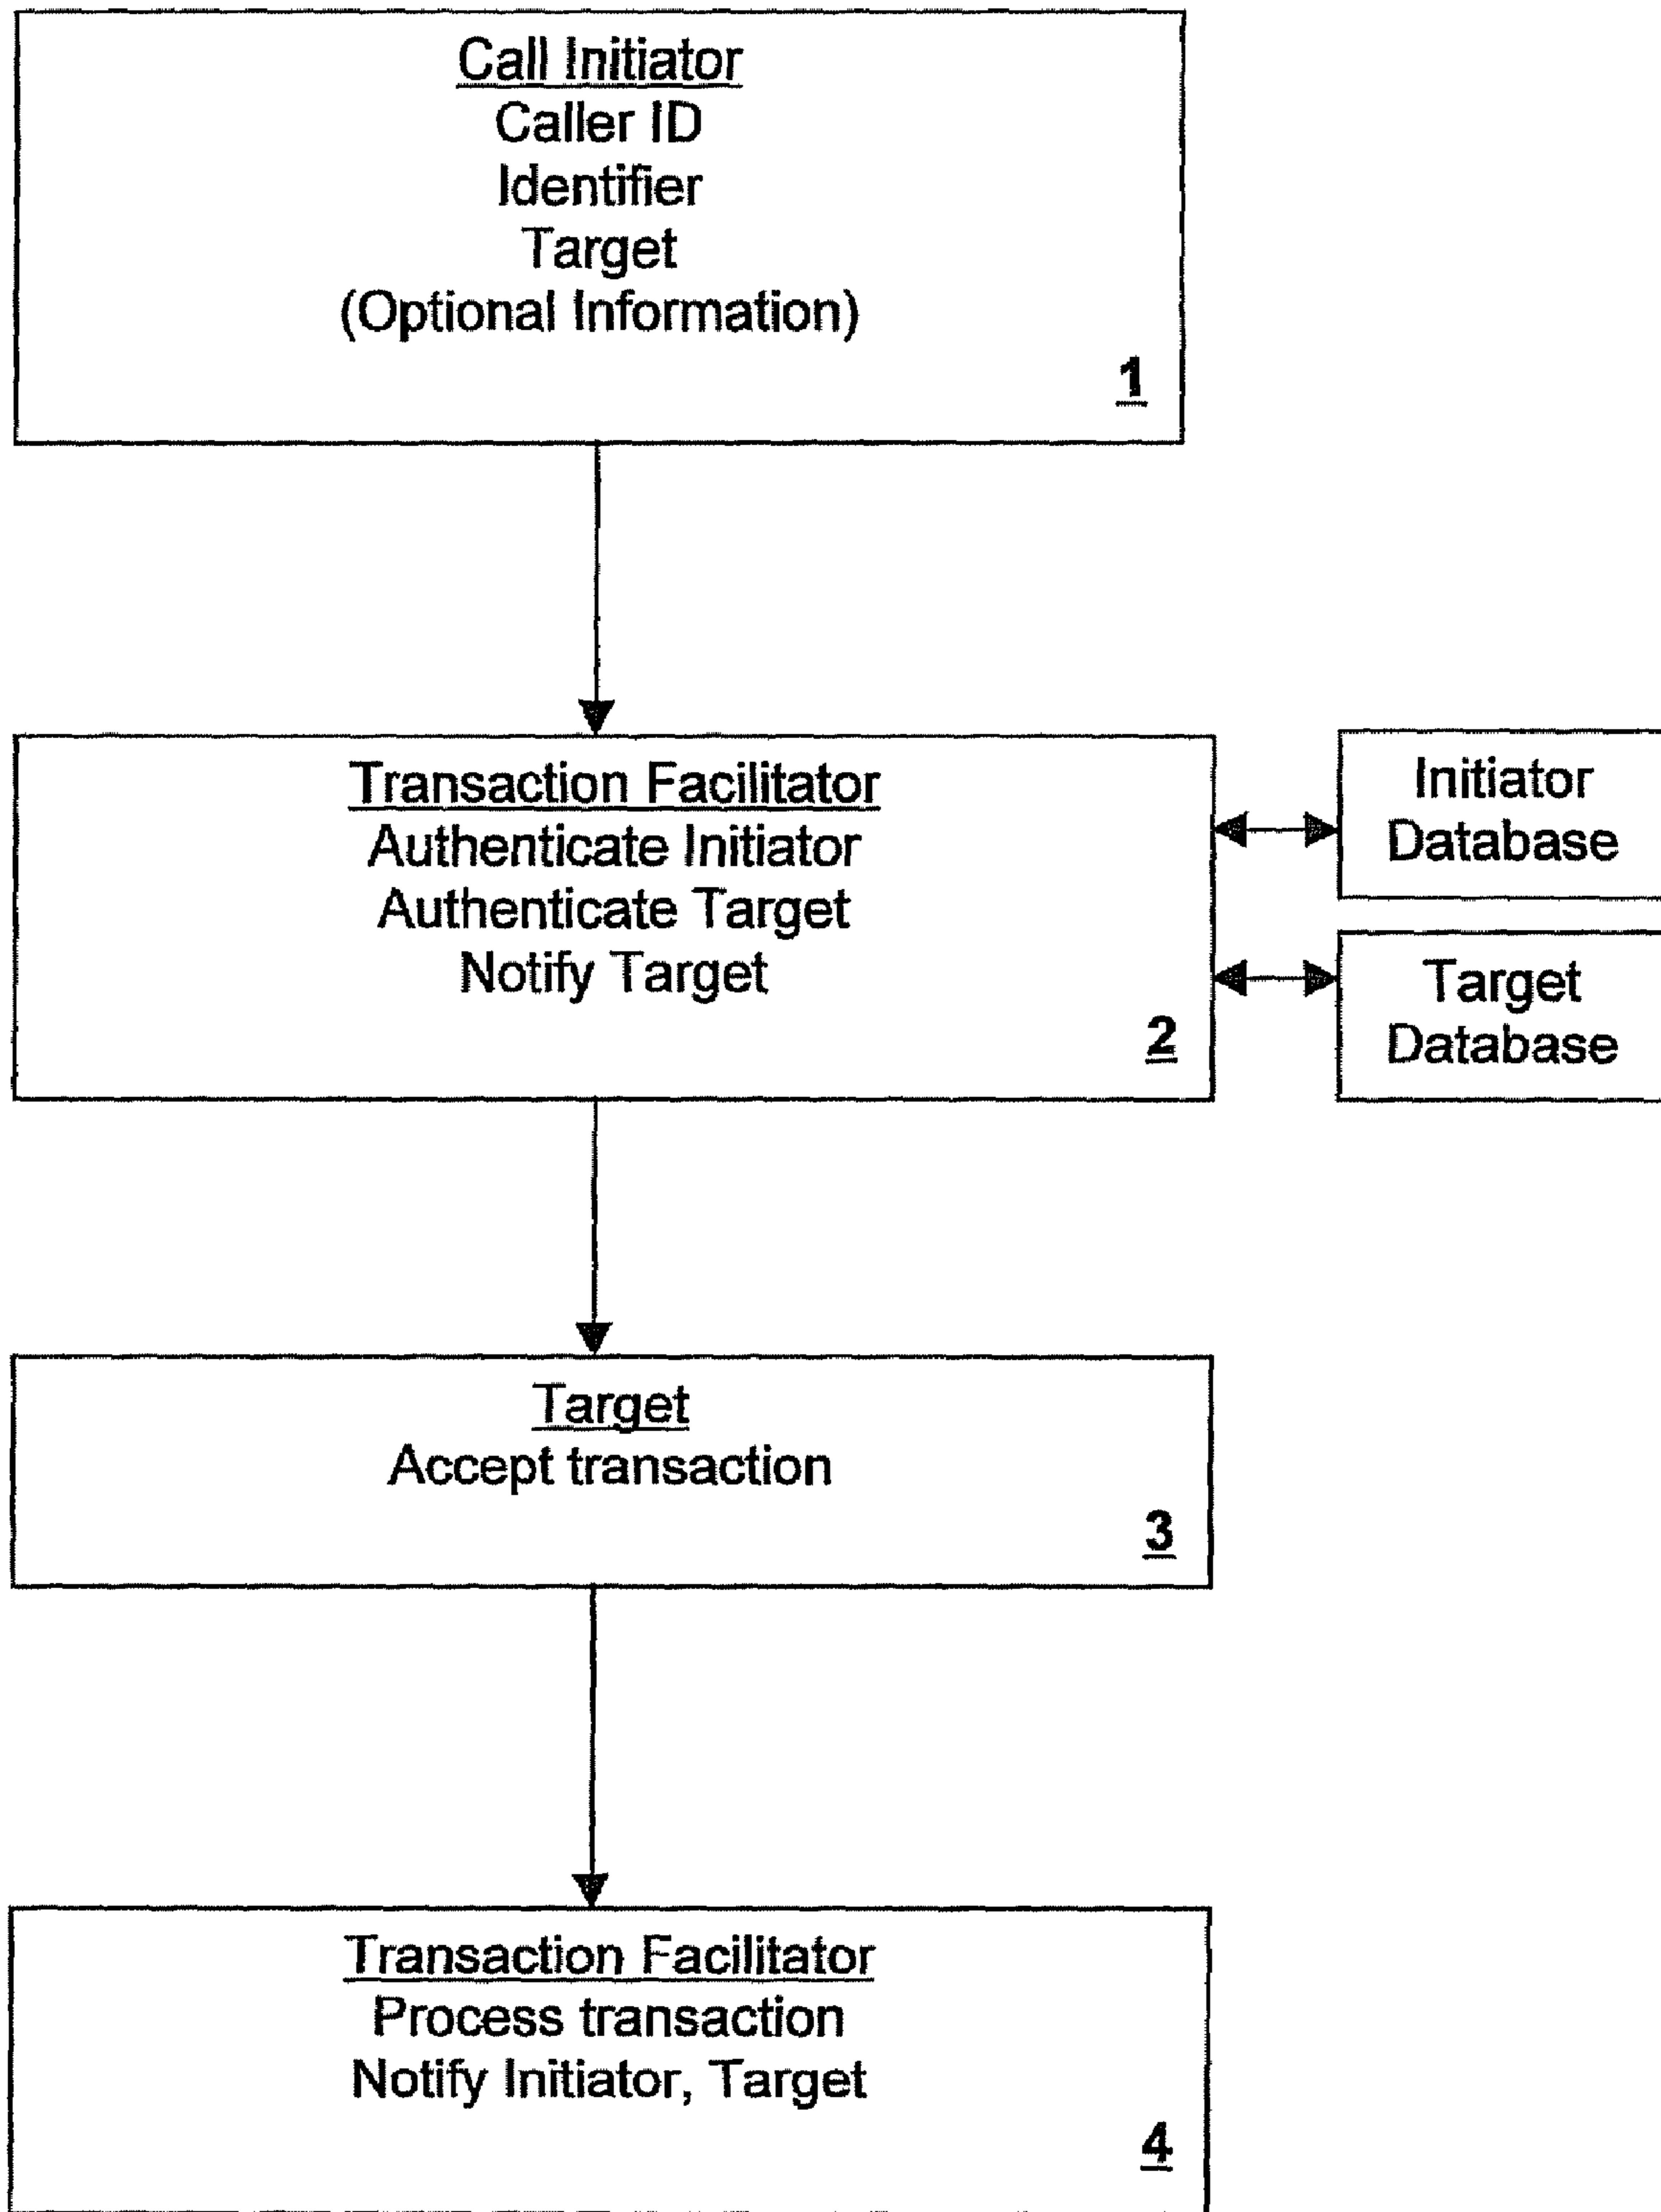 Call Initiator
Caller ID
Identifier
Target
(Optional Information)
1
Transaction Facilitator
Authenticate Initiator
Authenticate Target
Notify Target
2
Initiator
Database
Target
Database
Target
Accept transaction
3
Transaction Facilitator
Process transaction
Notify Initiator, Target
4